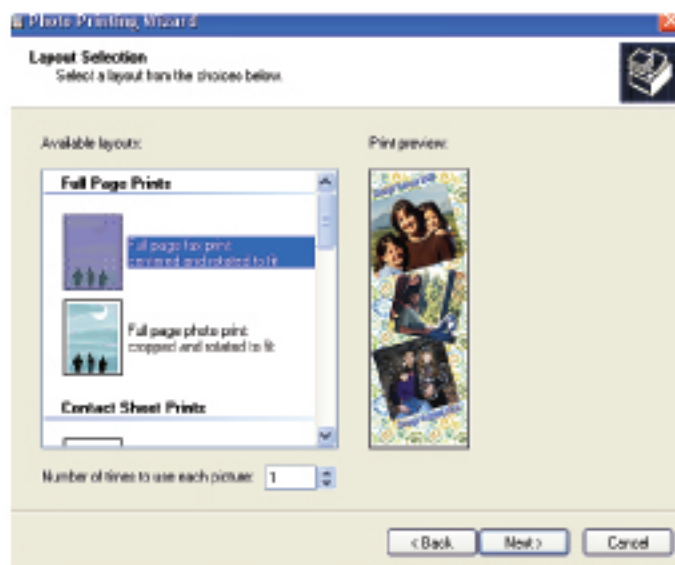 Photo Printing Wizard
Layout Selection
Select a layout from the choices below.
Available layouts:
Print preview:
Full Page Prints
Full page fax print:
centered and rotated to fit
Full page photo print:
cropped and rotated to fit
Contact Sheet Prints
Number of times to use each picture: 1
< Back
Next >
Cancel